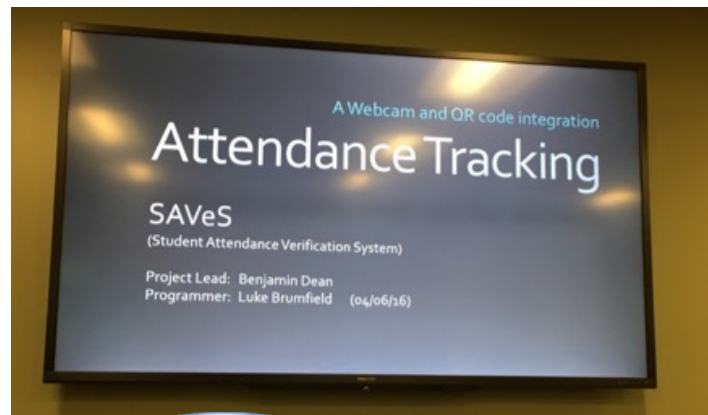 A Webcam and QR code integration
Attendance Tracking
SAVeS
(Student Attendance Verification System)
Project Lead: Benjamin Dean
Programmer: Luke Brumfield (04/06/16)